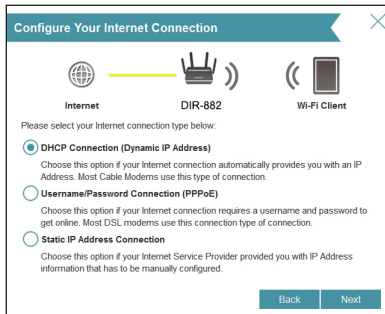 Configure Your Internet Connection
Internet
DIR-882
Wi-Fi Client
Please select your Internet connection type below:
DHCP Connection (Dynamic IP Address)
Choose this option if your Internet connection automatically provides you with an IP
Address. Most Cable Modems use this type of connection.
Username/Password Connection (PPPoE)
Choose this option if your Internet connection requires a username and password to
get online. Most DSL modems use this connection type of connection.
Static IP Address Connection
Choose this option if your Internet Service Provider provided you with IP Address
information that has to be manually configured.
Back
Next